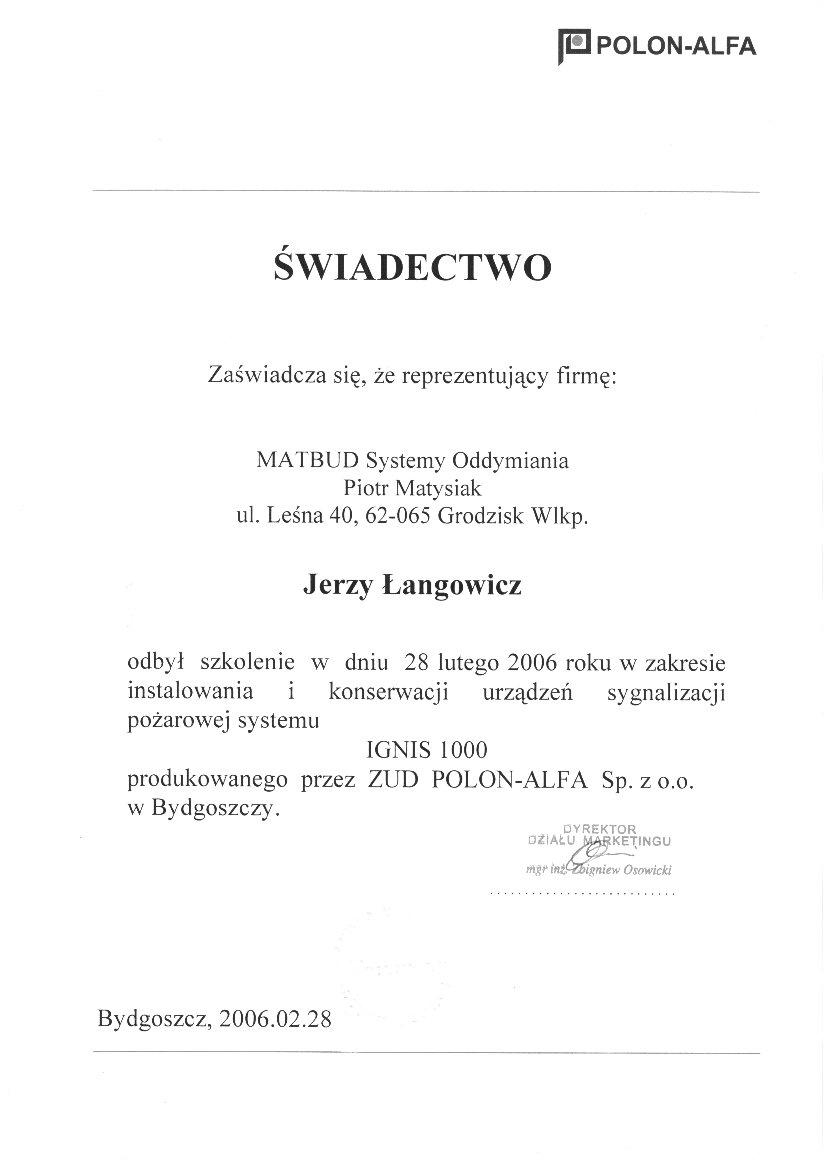 POLON-ALFA
ŚWIADECTWO
Zaświadcza się, że reprezentujący firmę:
MATBUD Systemy Oddymiania
Piotr Matysiak
ul. Leśna 40, 62-065 Grodzisk Wlkp.
Jerzy Łangowicz
odbył szkolenie w dniu 28 lutego 2006 roku w zakresie
instalowania i konserwacji urządzeń sygnalizacji
pożarowej systemu
IGNIS 1000
produkowanego przez ZUD POLON-ALFA Sp. z o.o.
w Bydgoszczy.
DYREKTOR
DZIAŁU MARKETINGU
mgr inż. Zbigniew Osowicki
..........................
Bydgoszcz, 2006.02.28